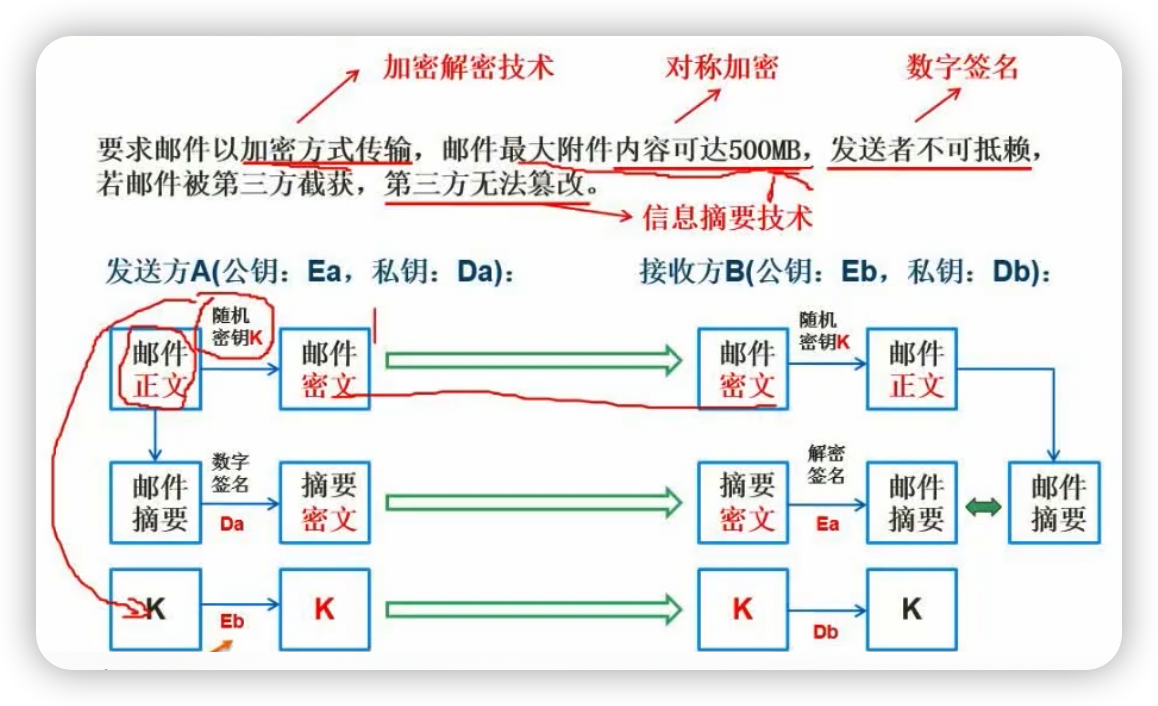 加密解密技术 对称加密 数字签名
要求邮件以加密方式传输，邮件最大附件内容可达500MB，发送者不可抵赖，
若邮件被第三方截获，第三方无法篡改。
信息摘要技术
发送方A(公钥：Ea，私钥：Da)：
接收方B(公钥：Eb，私钥：Db)：
邮件
正文
随机
密钥K
邮件
密文
邮件
密文
随机
密钥K
邮件
正文
邮件
摘要
数字
签名
Da
摘要
密文
摘要
密文
解密
签名
Ea
邮件
摘要
邮件
摘要
K
Eb
K
K
Db
K